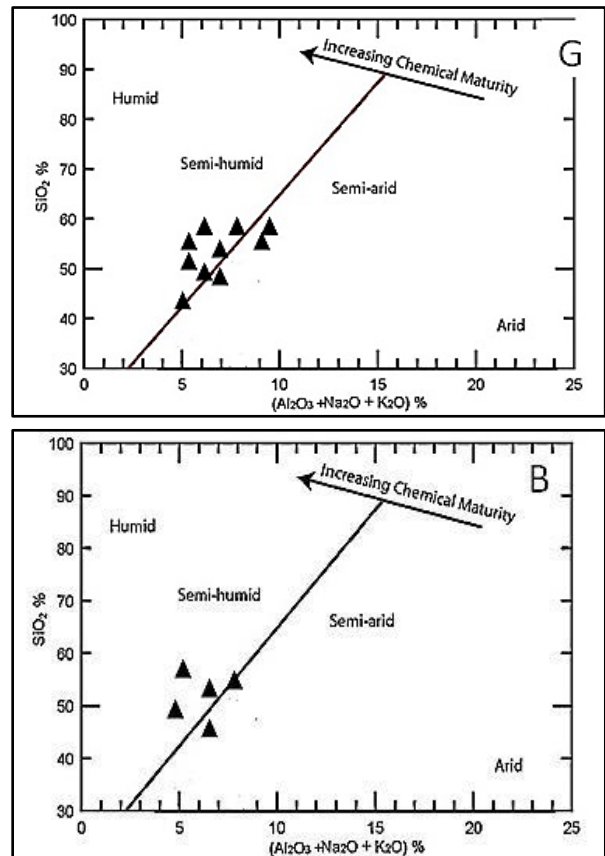 G
Increasing Chemical Maturity
Humid
Semi-humid
Semi-arid
Arid
SiO₂ %
100
90
80
70
60
50
40
30
0 5 10 15 20 25
(Al₂O₃ +Na₂O + K₂O) %
B
Increasing Chemical Maturity
Humid
Semi-humid
Semi-arid
Arid
SiO₂ %
100
90
80
70
60
50
40
30
0 5 10 15 20 25
(Al₂O₃ +Na₂O + K₂O) %